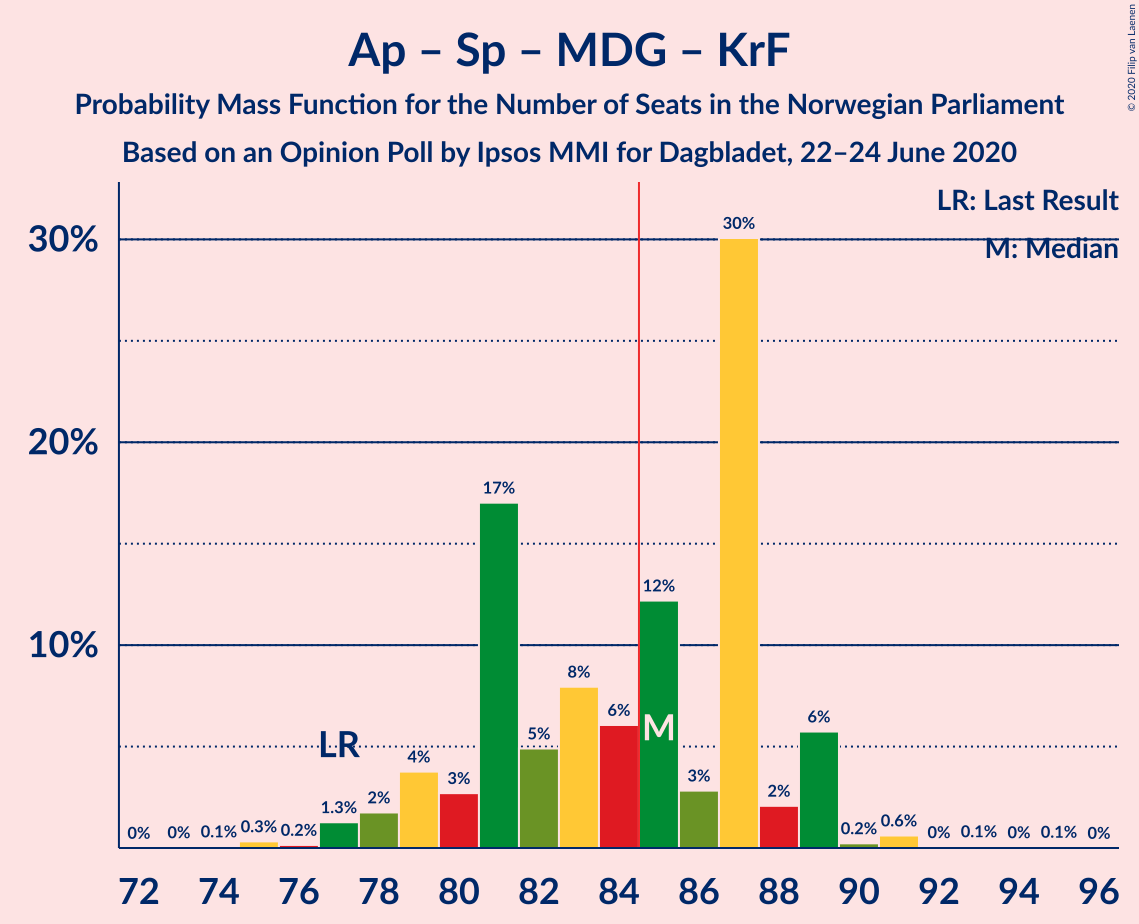 Ap – Sp – MDG – KrF
Probability Mass Function for the Number of Seats in the Norwegian Parliament
Based on an Opinion Poll by Ipsos MMI for Dagbladet, 22–24 June 2020
© 2020 Filip van Laenen
LR: Last Result
M: Median
30%
20%
10%
0% 0% 0.1% 0.3% 0.2% 1.3% 2% 4% 3% 17% 5% 8% 6% 12% 3% 30% 2% 6% 0.2% 0.6% 0% 0.1% 0% 0.1% 0%
LR
M
72 74 76 78 80 82 84 86 88 90 92 94 96